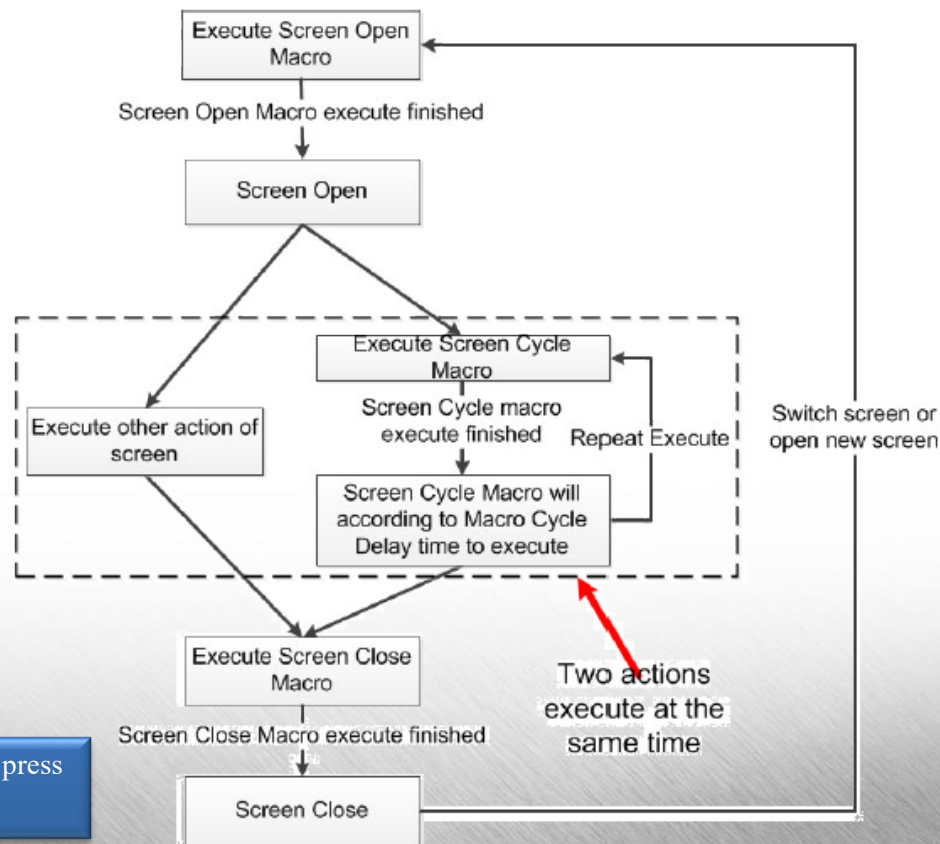 Execute Screen Open
Macro
Screen Open Macro execute finished
Screen Open
Execute Screen Cycle
Macro
Screen Cycle macro
execute finished
Repeat Execute
Execute other action of
screen
Screen Cycle Macro will
according to Macro Cycle
Delay time to execute
Switch screen or
open new screen
Execute Screen Close
Macro
Two actions
execute at the
same time
Screen Close Macro execute finished
press
Screen Close